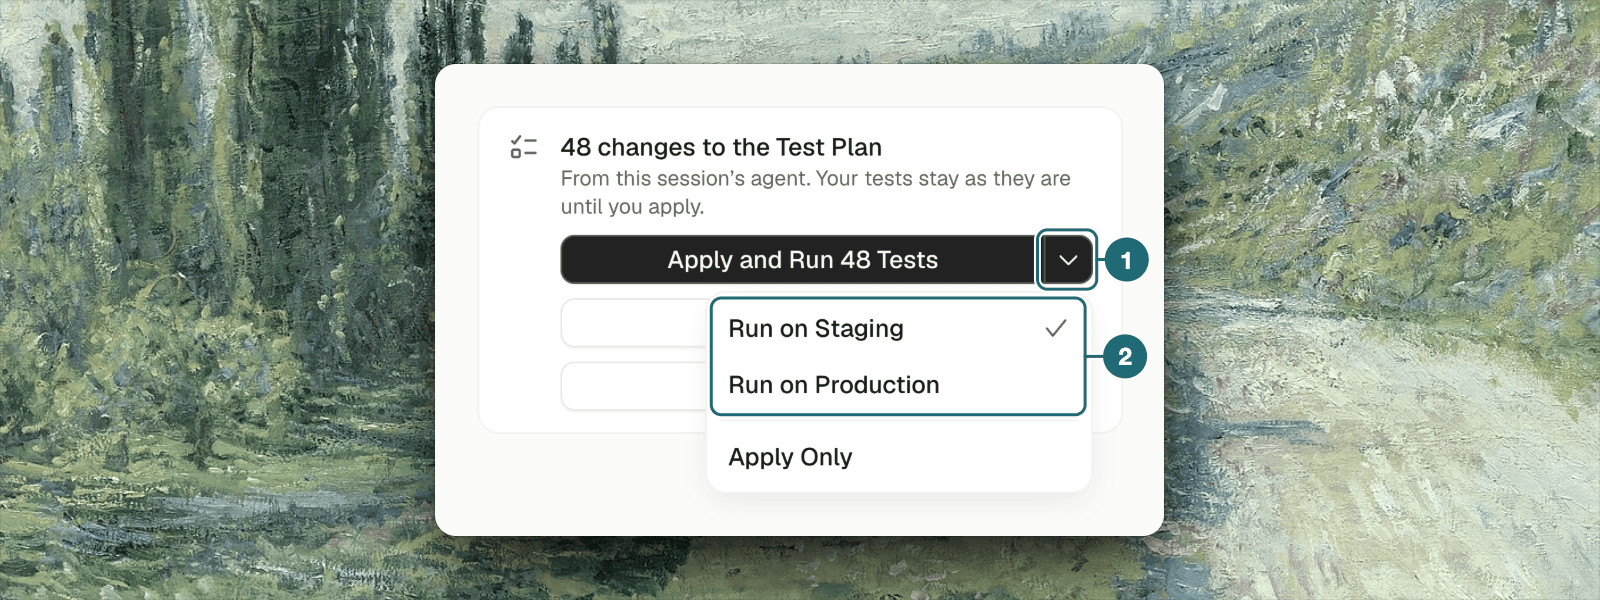 48 changes to the Test Plan
From this session’s agent. Your tests stay as they are
until you apply.
Apply and Run 48 Tests
1
Run on Staging
2
Run on Production
Apply Only